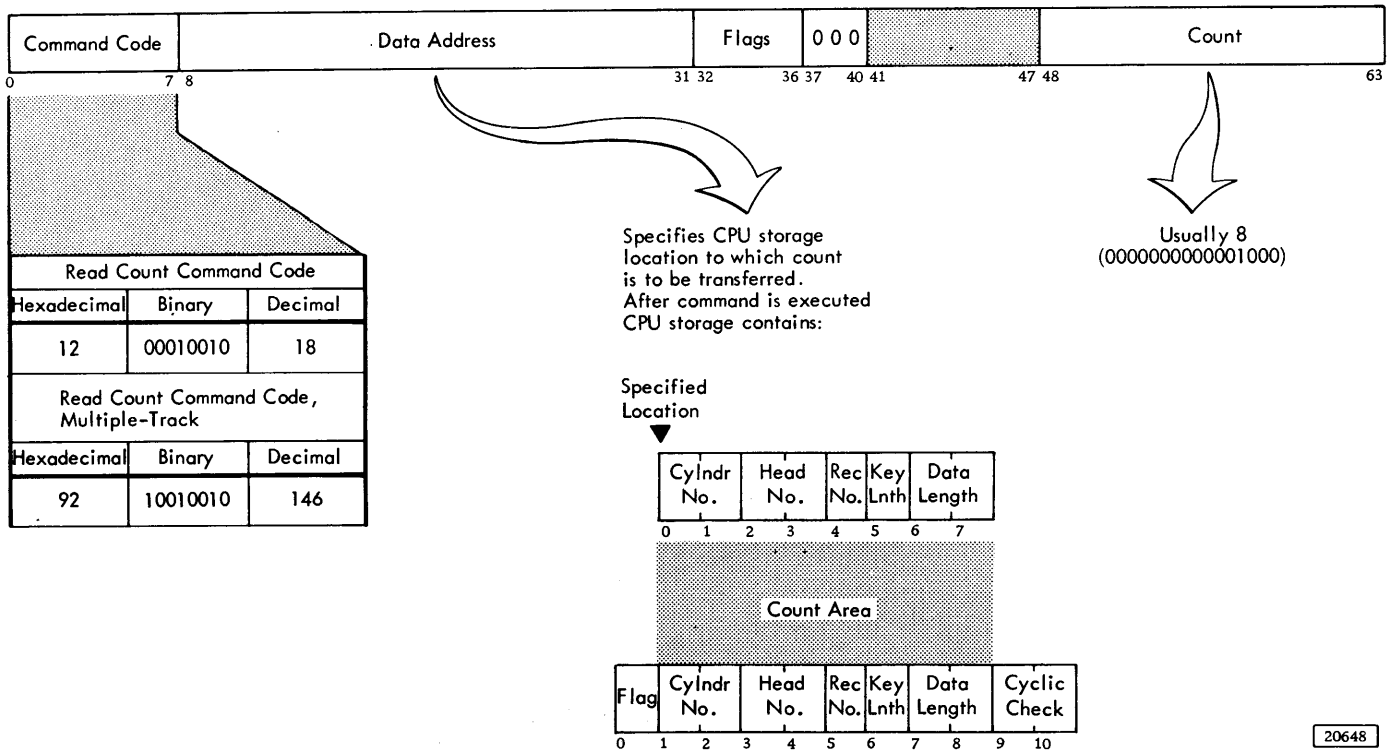 Command Code Data Address Flags 0 0 0 Count
0 7 8 31 32 36 37 40 41 47 48 63
Specifies CPU storage
location to which count
is to be transferred.
After command is executed
CPU storage contains:
Usually 8
(0000000000001000)
Read Count Command Code
Hexadecimal Binary Decimal
12 00010010 18
Read Count Command Code,
Multiple-Track
Hexadecimal Binary Decimal
92 10010010 146
Specified
Location
Cylndr Head Rec Key Data
No. No. No. Lnth Length
0 1 2 3 4 5 6 7
Count Area
Flag Cylndr Head Rec Key Data Cyclic
No. No. No. Lnth Length Check
0 1 2 3 4 5 6 7 8 9 10
20648